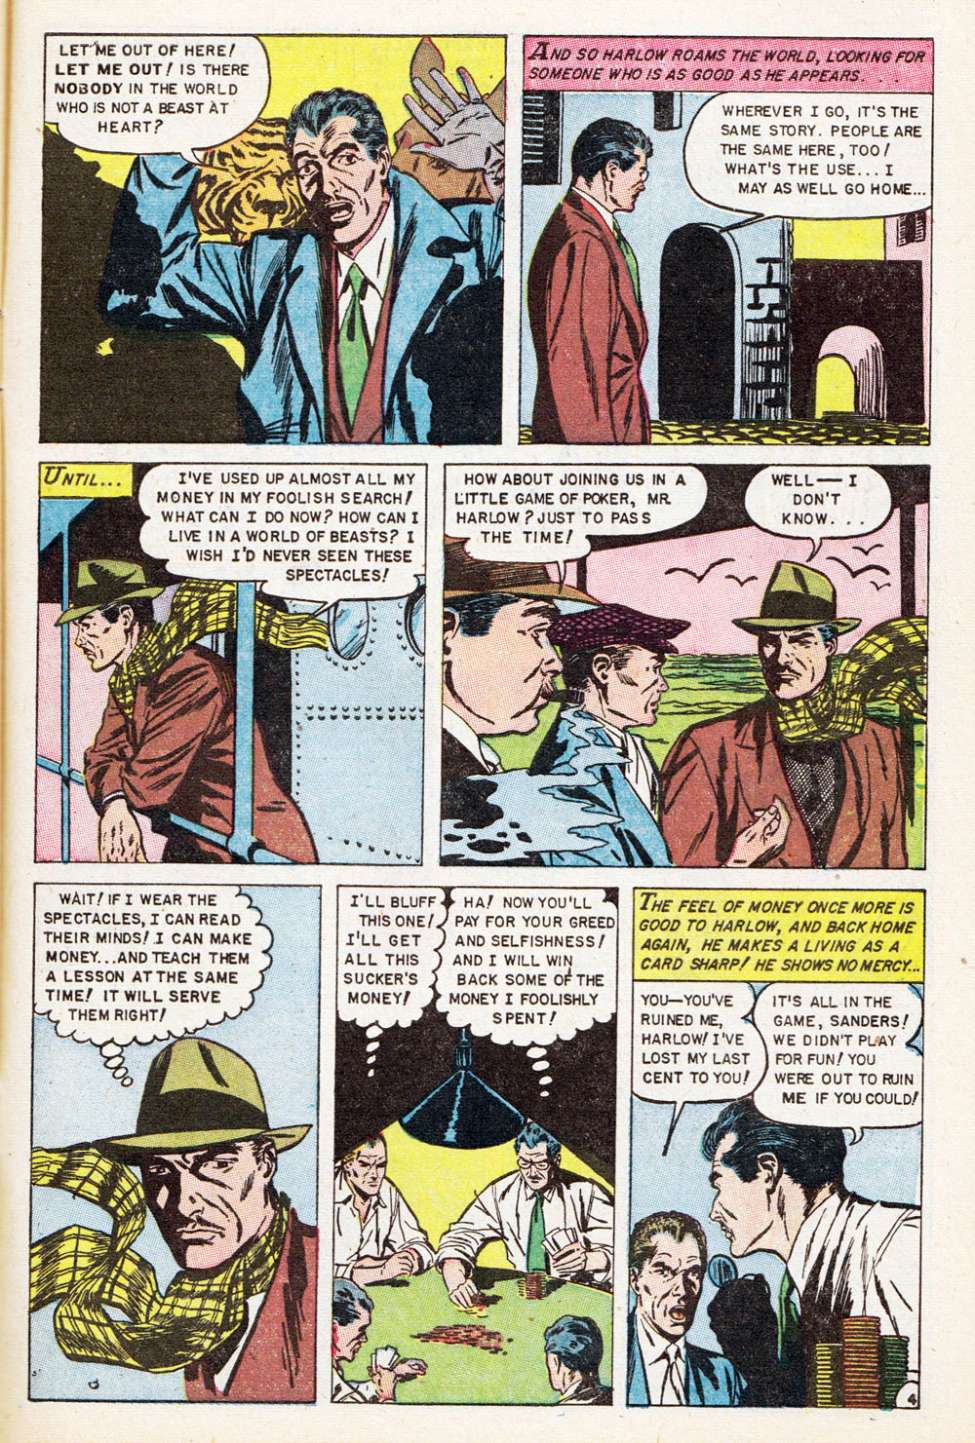 LET ME OUT OF HERE!
LET ME OUT! IS THERE
NOBODY IN THE WORLD
WHO IS NOT A BEAST AT
HEART?
AND SO HARLOW ROAMS THE WORLD, LOOKING FOR
SOMEONE WHO IS AS GOOD AS HE APPEARS. . .
WHEREVER I GO, IT'S THE
SAME STORY. PEOPLE ARE
THE SAME HERE, TOO!
WHAT'S THE USE... I
MAY AS WELL GO HOME...
UNTIL...
I'VE USED UP ALMOST ALL MY
MONEY IN MY FOOLISH SEARCH!
WHAT CAN I DO NOW? HOW CAN I
LIVE IN A WORLD OF BEASTS? I
WISH I'D NEVER SEEN THESE
SPECTACLES!
HOW ABOUT JOINING US IN A
LITTLE GAME OF POKER, MR.
HARLOW? JUST TO PASS
THE TIME!
WELL — I
DON'T
KNOW. . .
WAIT! IF I WEAR THE
SPECTACLES, I CAN READ
THEIR MINDS! I CAN MAKE
MONEY...AND TEACH THEM
A LESSON AT THE SAME
TIME! IT WILL SERVE
THEM RIGHT!
I'LL BLUFF
THIS ONE!
I'LL GET
ALL THIS
SUCKER'S
MONEY!
HA! NOW YOU'LL
PAY FOR YOUR GREED
AND SELFISHNESS!
AND I WILL WIN
BACK SOME OF THE
MONEY I FOOLISHLY
SPENT!
THE FEEL OF MONEY ONCE MORE IS
GOOD TO HARLOW, AND BACK HOME
AGAIN, HE MAKES A LIVING AS A
CARD SHARP! HE SHOWS NO MERCY...
YOU—YOU'VE
RUINED ME,
HARLOW! I'VE
LOST MY LAST
CENT TO YOU!
IT'S ALL IN THE
GAME, SANDERS!
WE DIDN'T PLAY
FOR FUN! YOU
WERE OUT TO RUIN
ME IF YOU COULD!
4